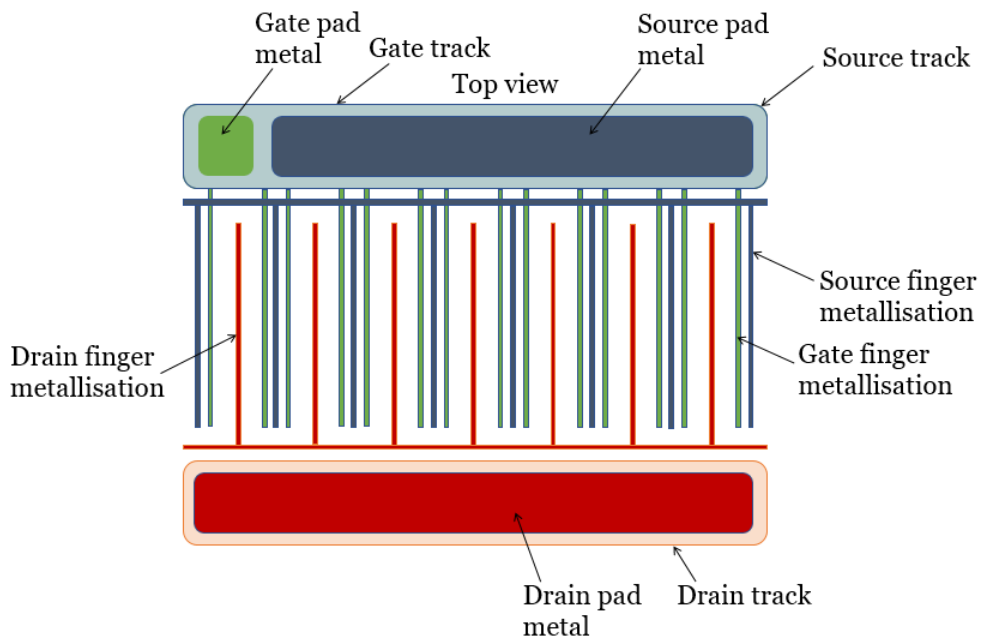 Gate pad
metal
Gate track
Source pad
metal
Source track
Top view
Source finger
metallisation
Drain finger
metallisation
Gate finger
metallisation
Drain pad
metal
Drain track